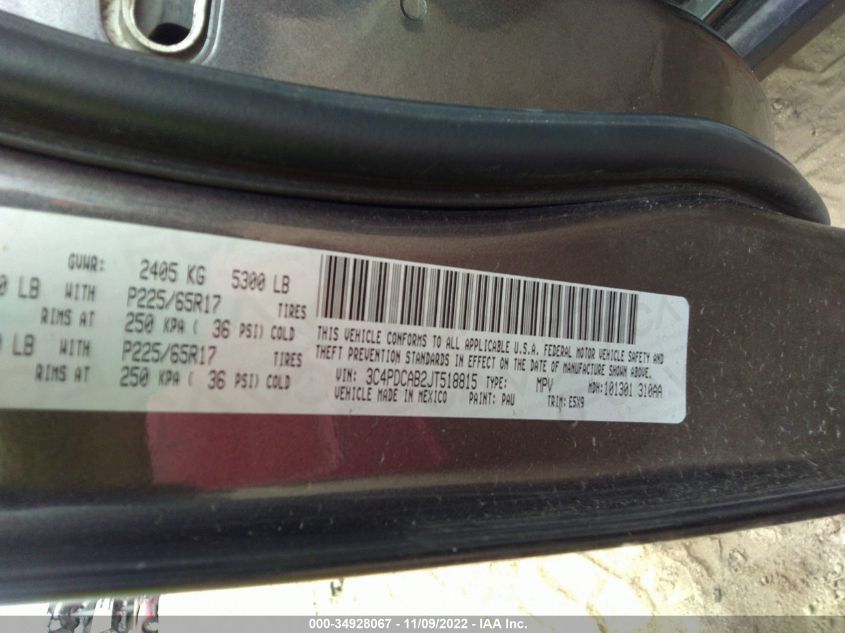 GVWR: 2405 KG 5300 LB
0 LB WITH P225/65R17 TIRES
RIMS AT 250 KPA ( 36 PSI) COLD
0 LB WITH P225/65R17 TIRES
RIMS AT 250 KPA ( 36 PSI) COLD
THIS VEHICLE CONFORMS TO ALL APPLICABLE U.S.A. FEDERAL MOTOR VEHICLE SAFETY AND
THEFT PREVENTION STANDARDS IN EFFECT ON THE DATE OF MANUFACTURE SHOWN ABOVE.
VIN: 3C4PDCAB2JT518815 TYPE: MPV MDH: 101301 310AA
VEHICLE MADE IN MEXICO PAINT: PAU TRIM: E5X9
000-34928067 - 11/09/2022 - IAA Inc.